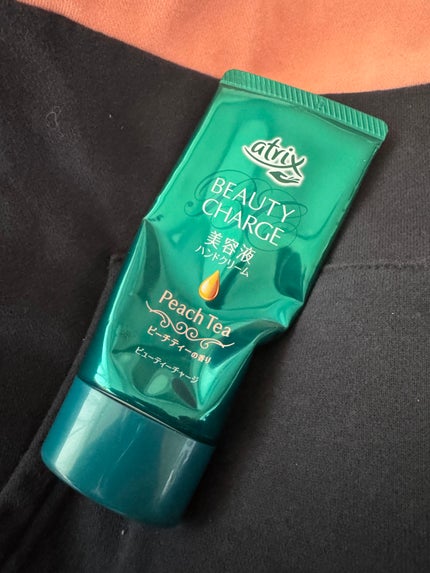 atrix
BEAUTY
CHARGE
美容液
ハンドクリーム
Peach Tea
ピーチティーの香り
ビューティーチャージ